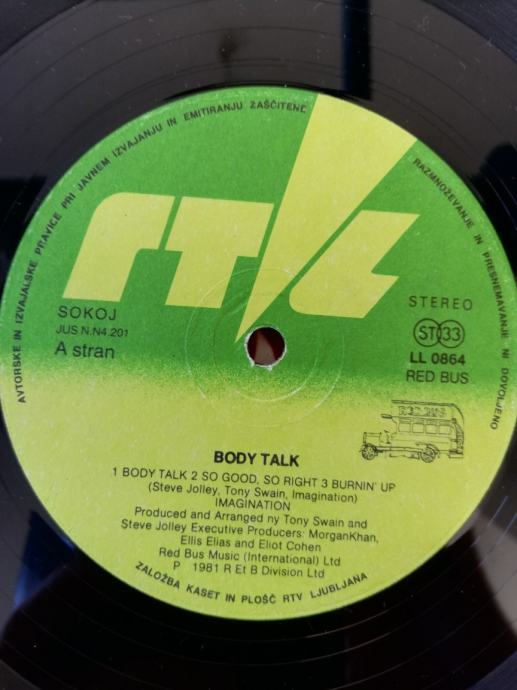 AVTORSKE IN IZVAJALSKE PRAVICE PRI JAVNEM IZVAJANJU IN EMITIRANJU ZAŠČITENE
RAZMNOŽEVANJE IN PRESNEMAVANJE NI DOVOLJENO
rtl
SOKOJ
JUS N.N4.201
A stran
STEREO
ST 33
LL 0864
RED BUS
RED BUS
BODY TALK
1 BODY TALK 2 SO GOOD, SO RIGHT 3 BURNIN' UP
(Steve Jolley, Tony Swain, Imagination)
IMAGINATION
Produced and Arranged ny Tony Swain and
Steve Jolley Executive Producers: MorganKhan,
Ellis Elias and Eliot Cohen
Red Bus Music (International) Ltd
P 1981 R Et B Division Ltd
ZALOŽBA KASET IN PLOŠČ RTV LJUBLJANA